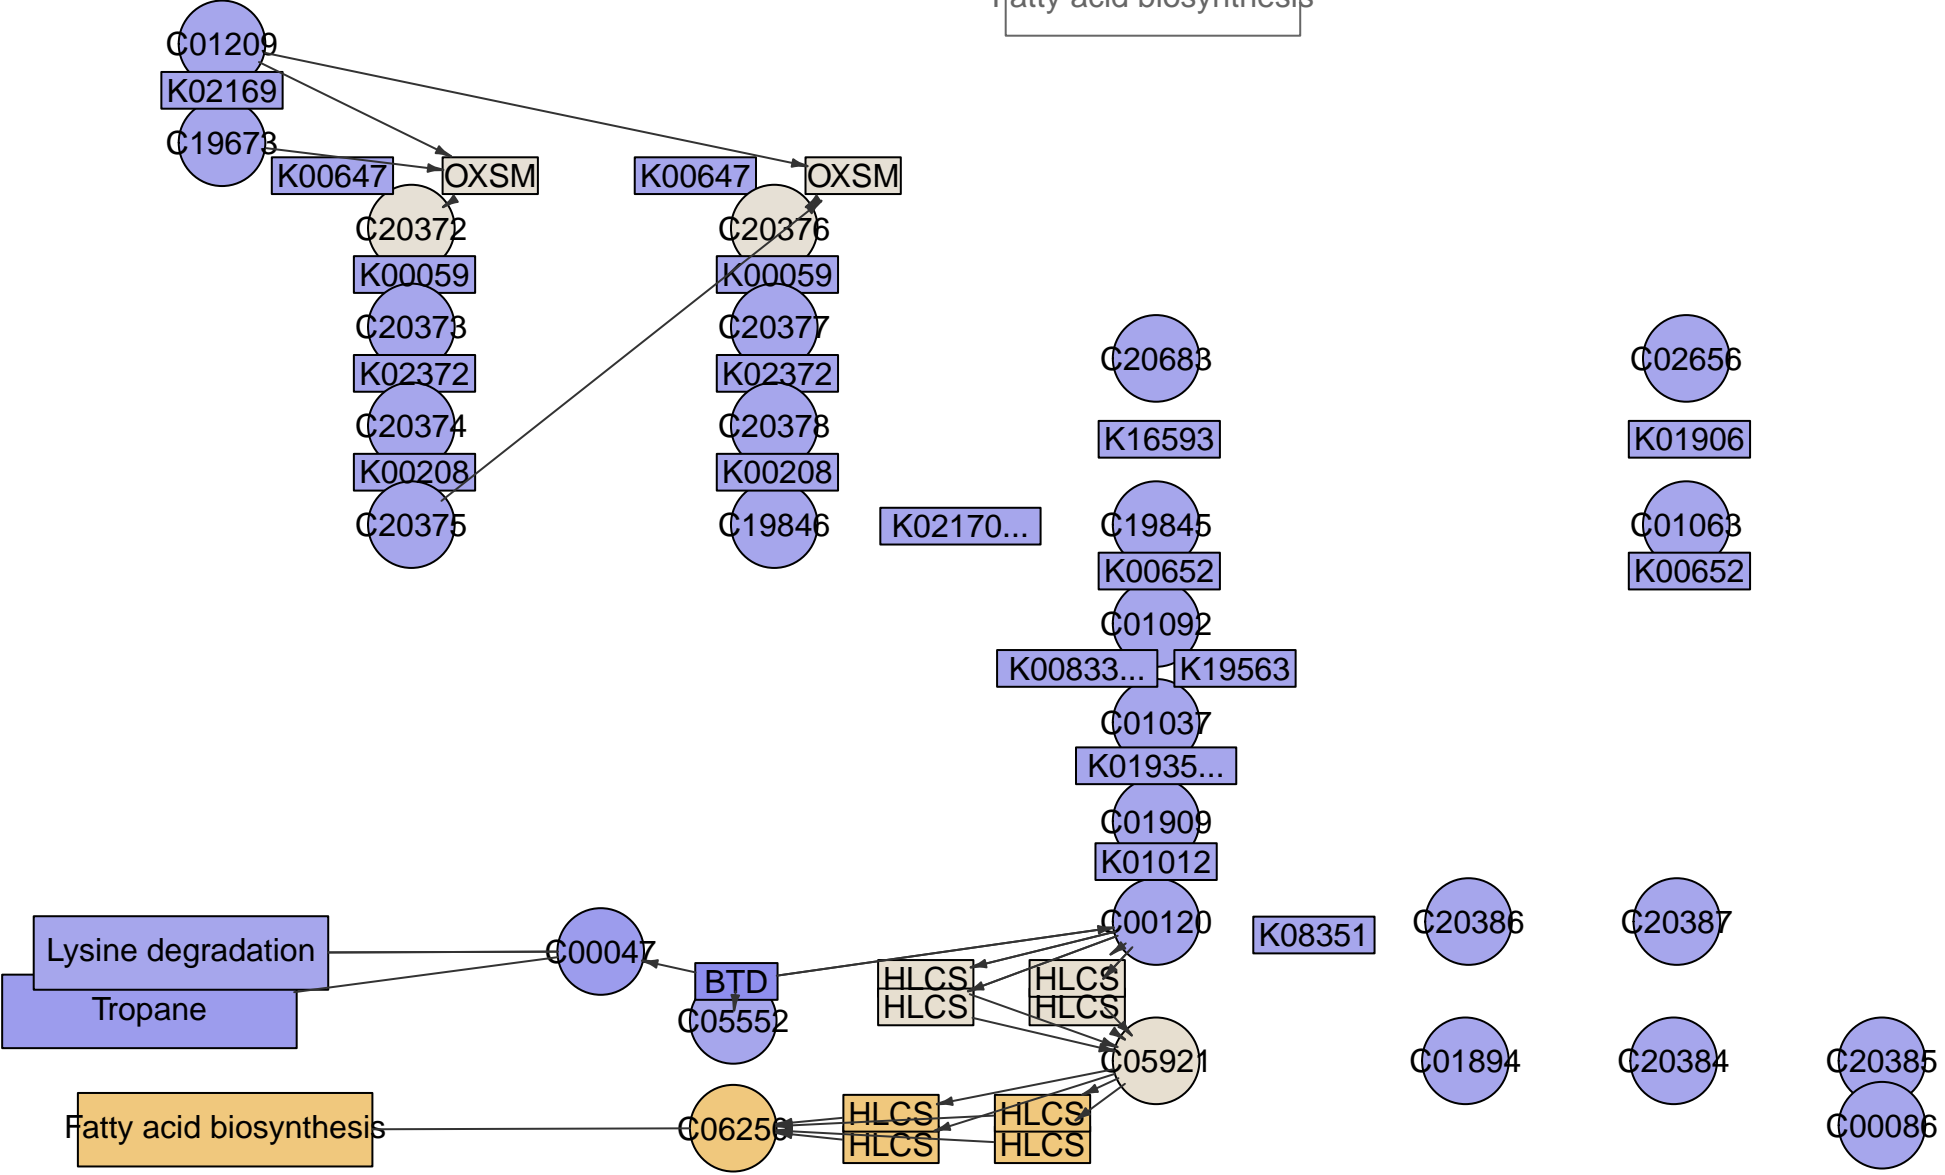 Fatty acid biosynthesis
C01209
K02169
C19673
K00647
OXSM
K00647
OXSM
C20372
C20376
K00059
K00059
C20373
C20377
K02372
K02372
C20374
C20378
K00208
K00208
C20375
C19846
K02170...
C20683
C02656
K16593
K01906
C19845
C01063
K00652
K00652
C01092
K00833...
K19563
C01037
K01935...
C01909
K01012
C00120
K08351
C20386
C20387
Lysine degradation
C00047
Tropane
BTD
C05552
HLCS
HLCS
HLCS
HLCS
C05921
C01894
C20384
C20385
C00086
Fatty acid biosynthesis
HLCS
HLCS
HLCS
HLCS